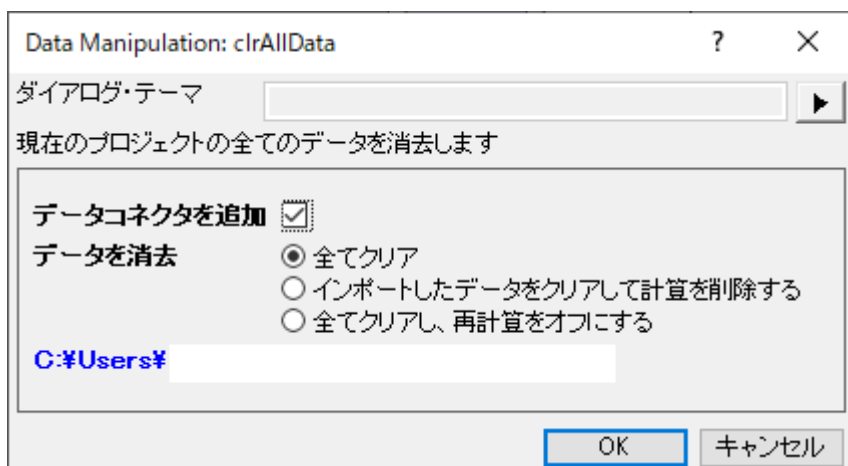 Data Manipulation: clrAllData
ダイアログ・テーマ
現在のプロジェクトの全てのデータを消去します
データコネクタを追加
データを消去 全てクリア
インポートしたデータをクリアして計算を削除する
全てクリアし、再計算をオフにする
C:¥Users¥
OK キャンセル